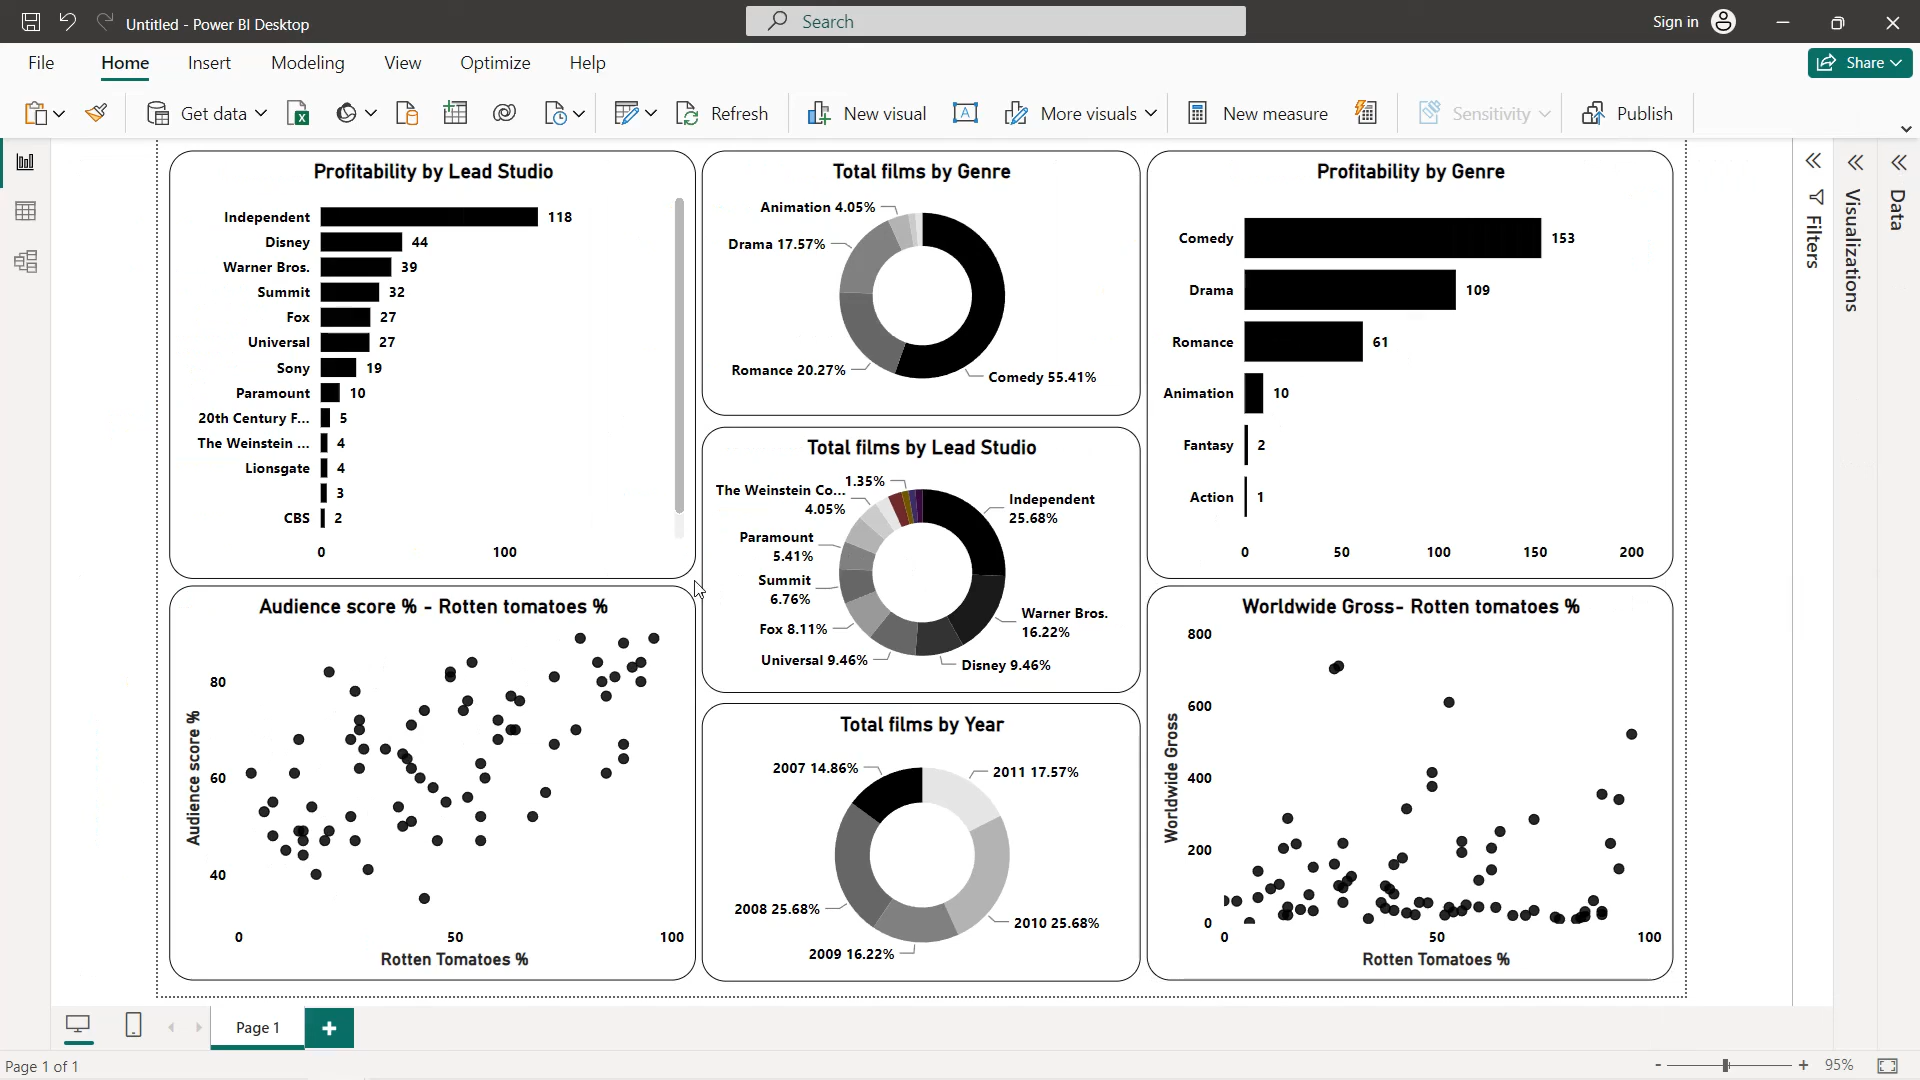 Untitled - Power BI Desktop
Search
Sign in
File
Home
Insert
Modeling
View
Optimize
Help
Share
Get data
Refresh
New visual
More visuals
New measure
Sensitivity
Publish
Profitability by Lead Studio
Independent 118
Disney 44
Warner Bros. 39
Summit 32
Fox 27
Universal 27
Sony 19
Paramount 10
20th Century F... 5
The Weinstein ... 4
Lionsgate 4
3
CBS 2
0 100
Total films by Genre
Animation 4.05%
Drama 17.57%
Romance 20.27%
Comedy 55.41%
Profitability by Genre
Comedy 153
Drama 109
Romance 61
Animation 10
Fantasy 2
Action 1
0 50 100 150 200
Filters
Visualizations
Data
Total films by Lead Studio
1.35%
The Weinstein Co...
4.05%
Independent
25.68%
Paramount
5.41%
Summit
6.76%
Fox 8.11%
Warner Bros.
16.22%
Universal 9.46%
Disney 9.46%
Audience score % - Rotten tomatoes %
80
60
40
Audience score %
0 50 100
Rotten Tomatoes %
Total films by Year
2007 14.86%
2011 17.57%
2008 25.68%
2010 25.68%
2009 16.22%
Worldwide Gross- Rotten tomatoes %
800
600
400
200
0
Worldwide Gross
0 50 100
Rotten Tomatoes %
Page 1
+
Page 1 of 1
- + 95%